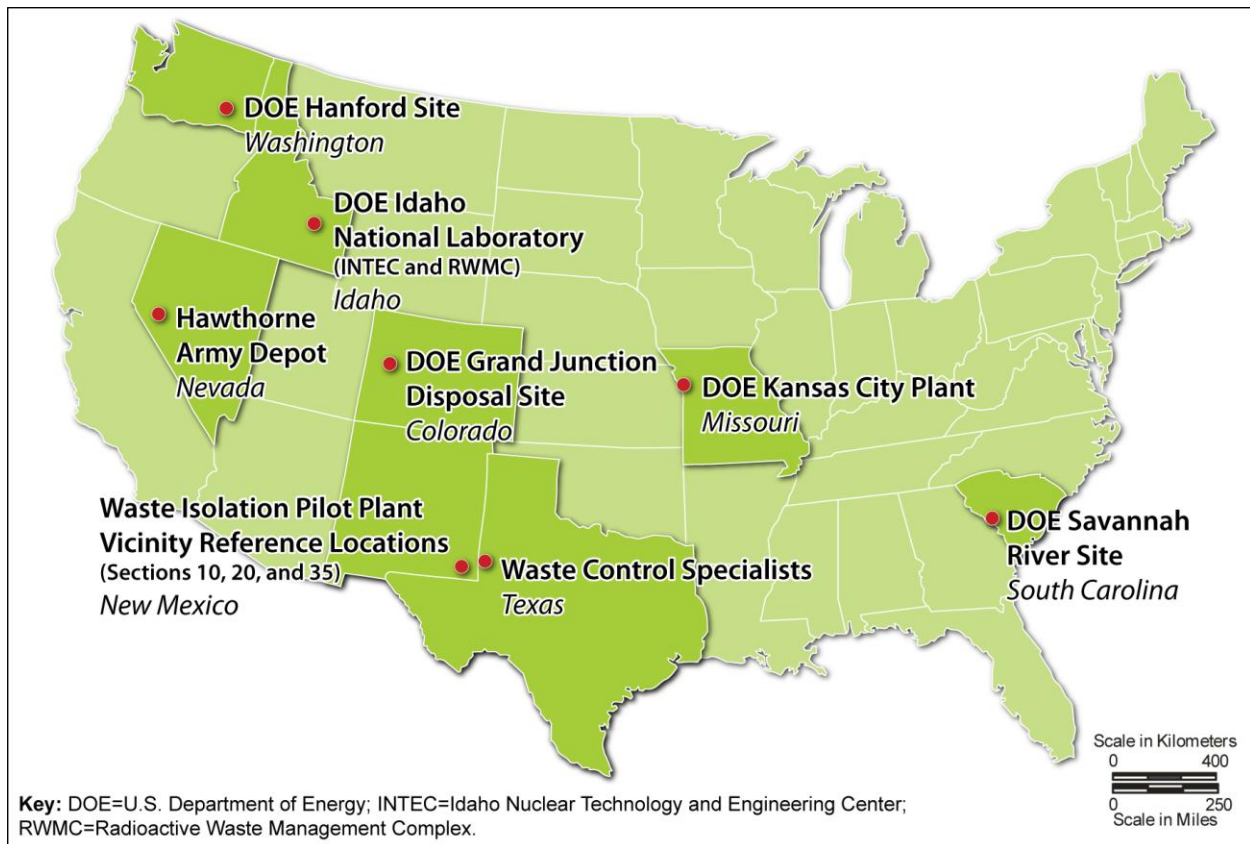 DOE Hanford Site
Washington
DOE Idaho
National Laboratory
(INTEC and RWMC)
Idaho
Hawthorne
Army Depot
Nevada
DOE Grand Junction
Disposal Site
Colorado
DOE Kansas City Plant
Missouri
Waste Isolation Pilot Plant
Vicinity Reference Locations
(Sections 10, 20, and 35)
New Mexico
Waste Control Specialists
Texas
DOE Savannah
River Site
South Carolina
Scale in Kilometers
0 400
0 250
Scale in Miles
Key: DOE=U.S. Department of Energy; INTEC=Idaho Nuclear Technology and Engineering Center;
RWMC=Radioactive Waste Management Complex.